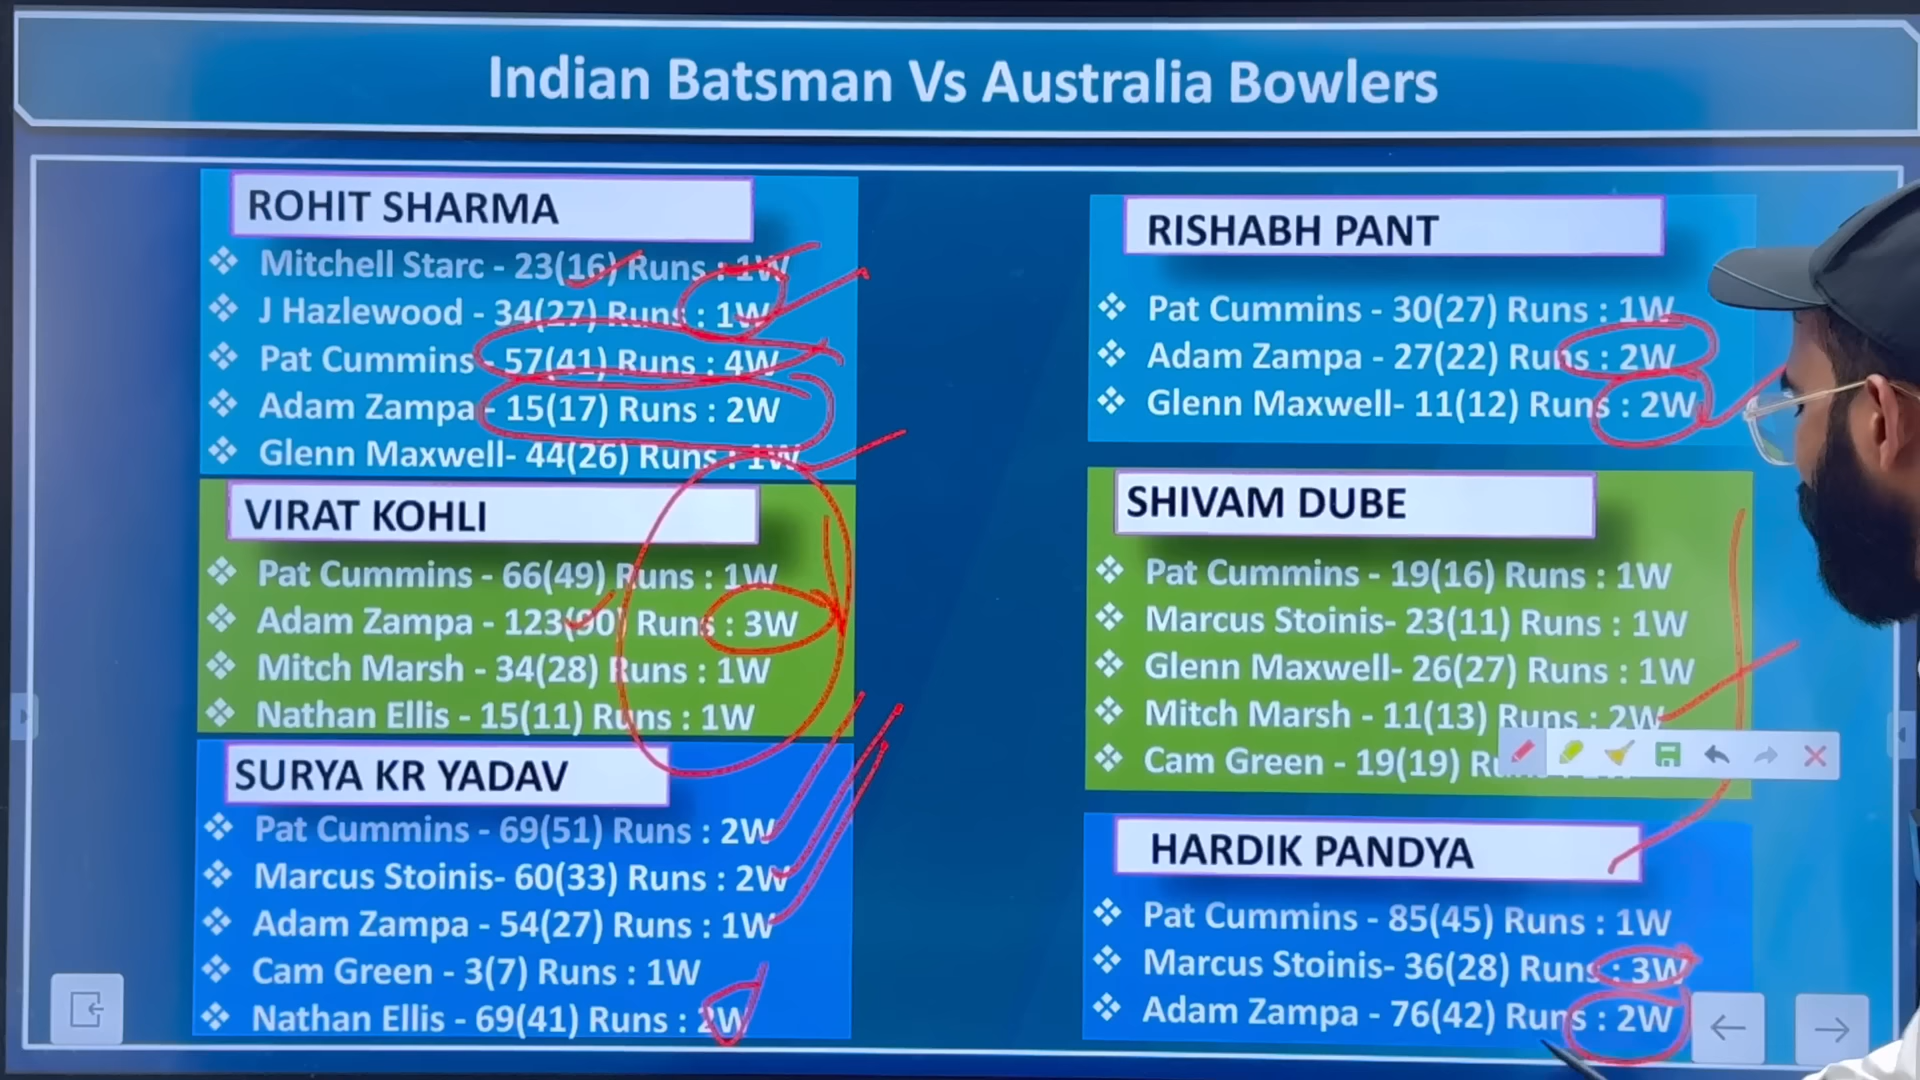 Indian Batsman Vs Australia Bowlers
ROHIT SHARMA
Mitchell Starc - 23(16) Runs : 1W
J Hazlewood - 34(27) Runs : 1W
Pat Cummins - 57(41) Runs : 4W
Adam Zampa - 15(17) Runs : 2W
Glenn Maxwell- 44(26) Runs : 1W
VIRAT KOHLI
Pat Cummins - 66(49) Runs : 1W
Adam Zampa - 123(90) Runs : 3W
Mitch Marsh - 34(28) Runs : 1W
Nathan Ellis - 15(11) Runs : 1W
SURYA KR YADAV
Pat Cummins - 69(51) Runs : 2W
Marcus Stoinis- 60(33) Runs : 2W
Adam Zampa - 54(27) Runs : 1W
Cam Green - 3(7) Runs : 1W
Nathan Ellis - 69(41) Runs : 2W
RISHABH PANT
Pat Cummins - 30(27) Runs : 1W
Adam Zampa - 27(22) Runs : 2W
Glenn Maxwell- 11(12) Runs : 2W
SHIVAM DUBE
Pat Cummins - 19(16) Runs : 1W
Marcus Stoinis- 23(11) Runs : 1W
Glenn Maxwell- 26(27) Runs : 1W
Mitch Marsh - 11(13) Runs : 2W
Cam Green - 19(19)
HARDIK PANDYA
Pat Cummins - 85(45) Runs : 1W
Marcus Stoinis- 36(28) Runs : 3W
Adam Zampa - 76(42) Runs : 2W